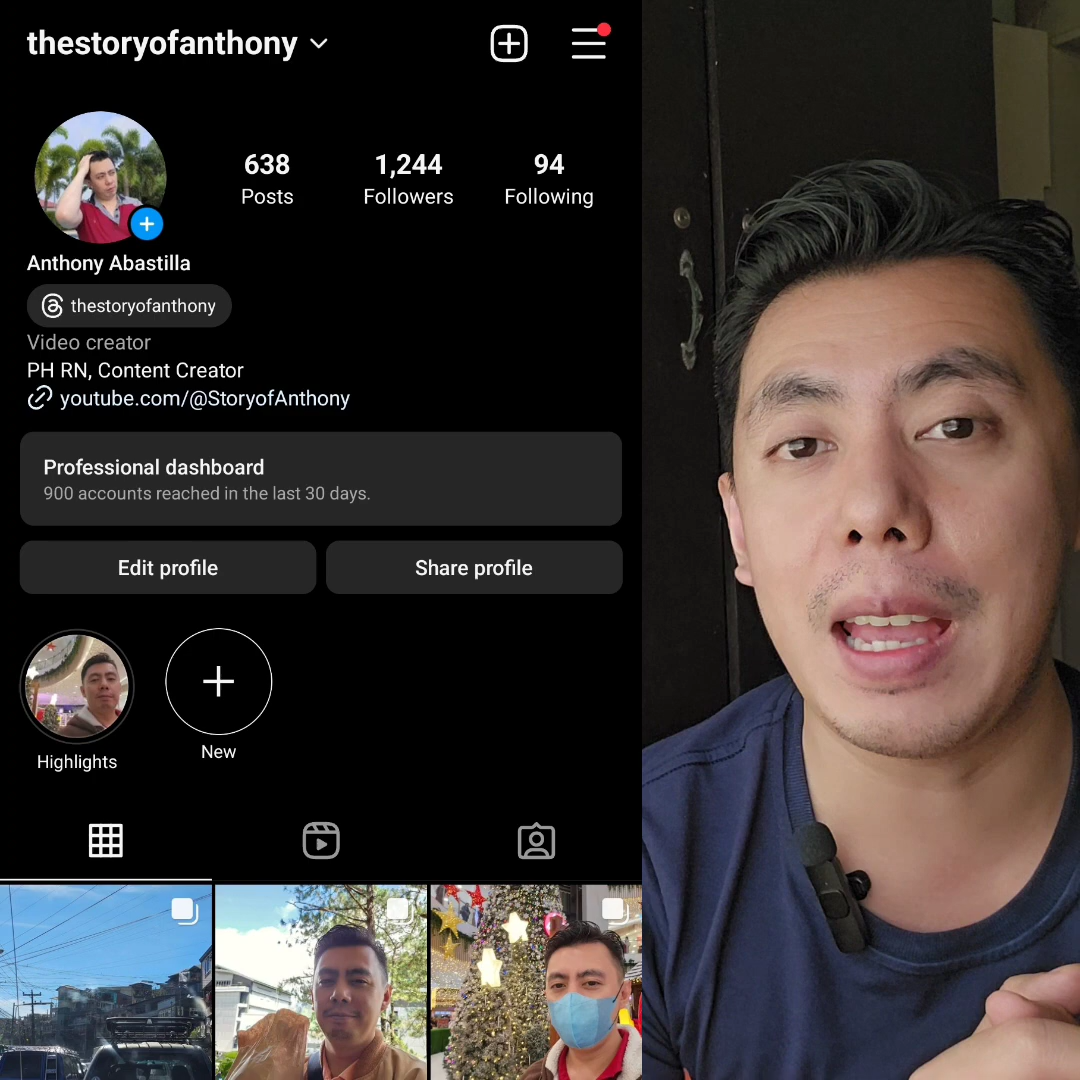 thestoryofanthony
638
1,244
94
Posts
Followers
Following
Anthony Abastilla
thestoryofanthony
Video creator
PH RN, Content Creator
youtube.com/@StoryofAnthony
Professional dashboard
900 accounts reached in the last 30 days.
Edit profile
Share profile
Highlights
New